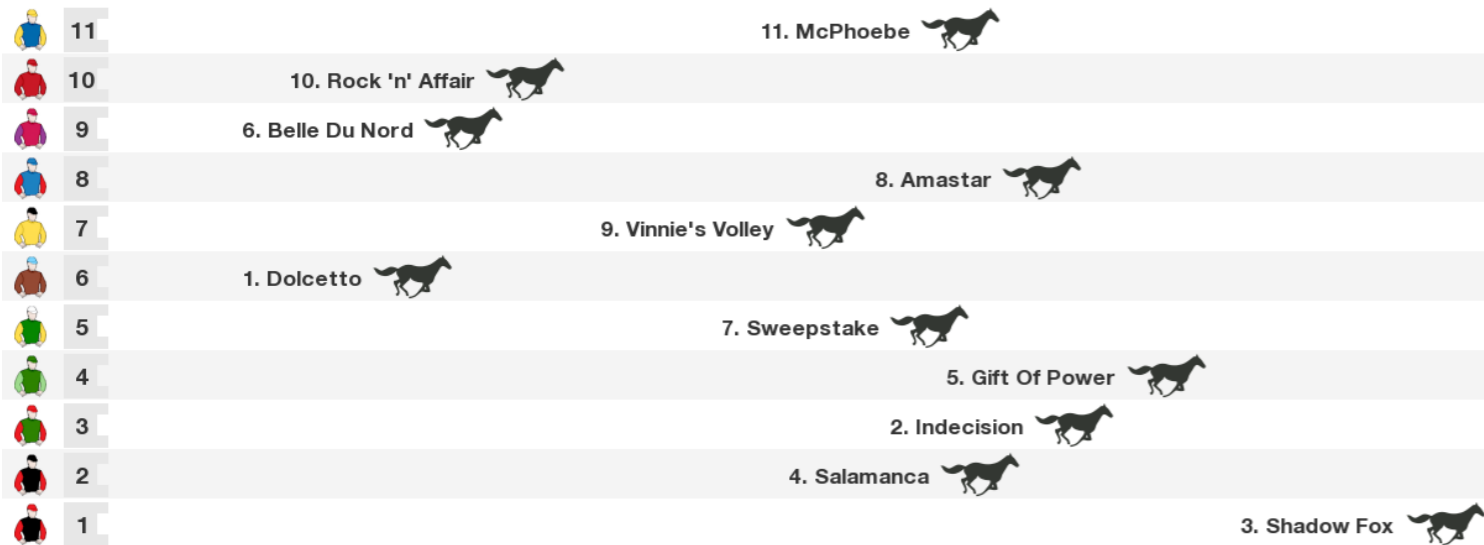 11 11. McPhoebe
10 10. Rock 'n' Affair
9 6. Belle Du Nord
8 8. Amastar
7 9. Vinnie's Volley
6 1. Dolcetto
5 7. Sweepstake
4 5. Gift Of Power
3 2. Indecision
2 4. Salamanca
1 3. Shadow Fox